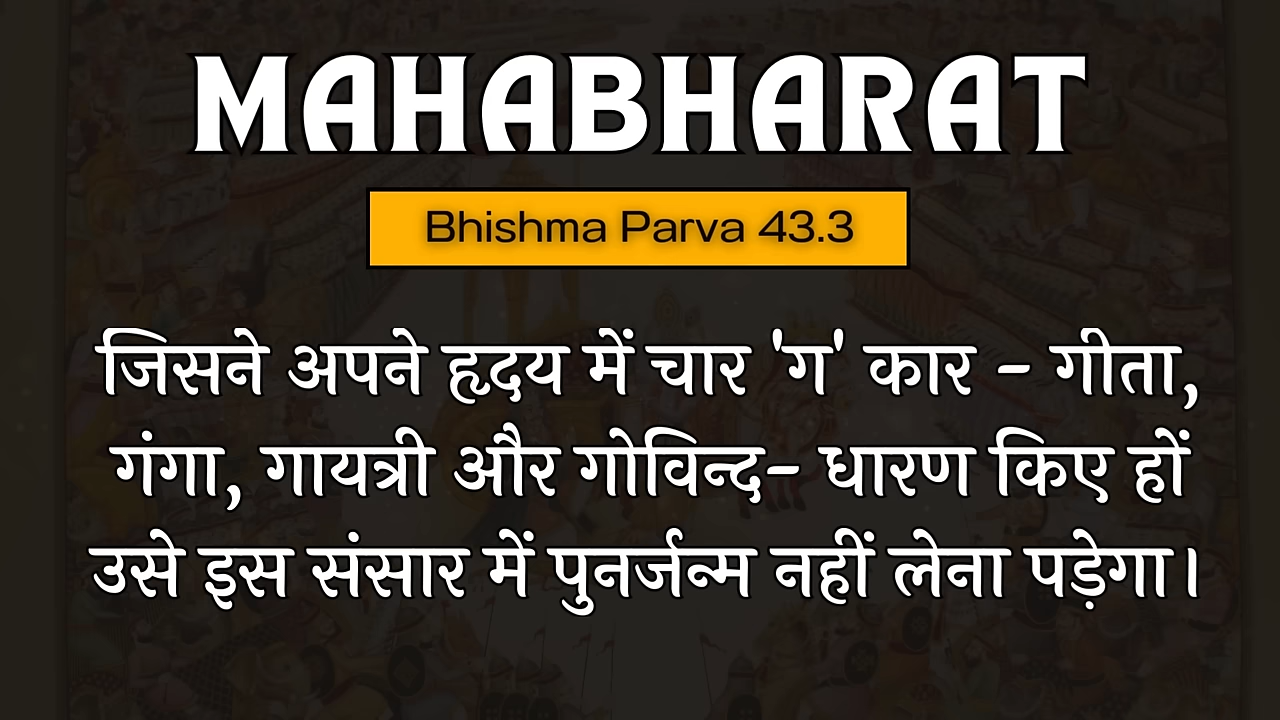 MAHABHARAT
Bhishma Parva 43.3
जिसने अपने हृदय में चार 'ग' कार - गीता,
गंगा, गायत्री और गोविन्द- धारण किए हों
उसे इस संसार में पुनर्जन्म नहीं लेना पड़ेगा।